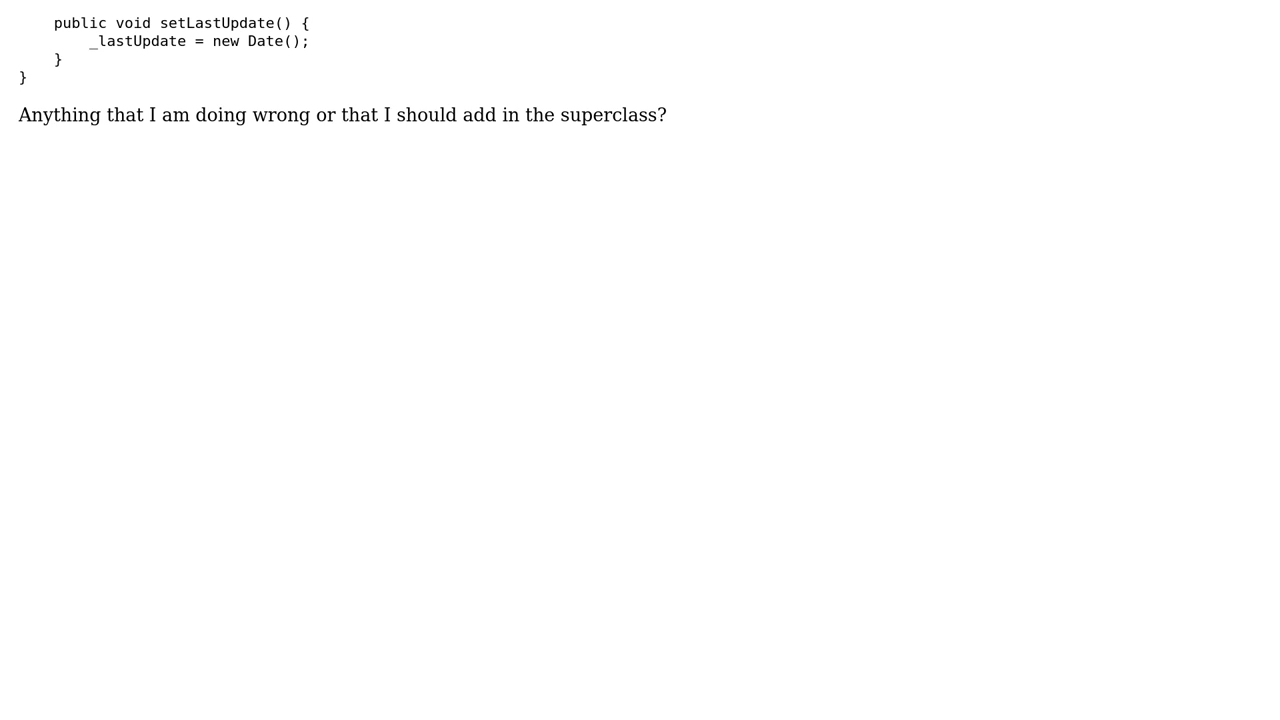 public void setLastUpdate() {
        _lastUpdate = new Date();
    }
}
Anything that I am doing wrong or that I should add in the superclass?